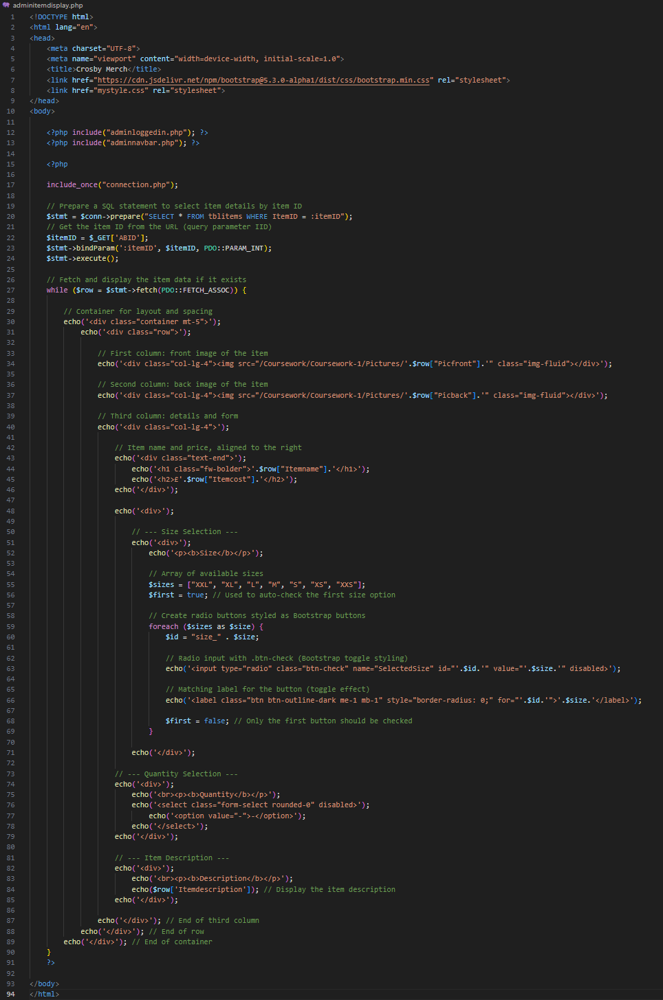 adminitemdisplay.php
1 <!DOCTYPE html>
2 <html lang="en">
3 <head>
4 <meta charset="UTF-8">
5 <meta name="viewport" content="width=device-width, initial-scale=1.0">
6 <title>Crosby Merch</title>
7 <link href="https://cdn.jsdelivr.net/npm/bootstrap@5.3.0-alpha1/dist/css/bootstrap.min.css" rel="stylesheet">
8 <link href="mystyle.css" rel="stylesheet">
9 </head>
10 <body>
11
12 <?php include("adminloggedin.php"); ?>
13 <?php include("adminnavbar.php"); ?>
14
15 <?php
16
17 include_once("connection.php");
18
19 // Prepare a SQL statement to select item details by item ID
20 $stmt = $conn->prepare("SELECT * FROM tblitems WHERE ItemID = :itemID");
21 // Get the item ID from the URL (query parameter IID)
22 $itemID = $_GET['ABID'];
23 $stmt->bindParam(':itemID', $itemID, PDO::PARAM_INT);
24 $stmt->execute();
25
26 // Fetch and display the item data if it exists
27 while ($row = $stmt->fetch(PDO::FETCH_ASSOC)) {
28
29 // Container for layout and spacing
30 echo('<div class="container mt-5">');
31 echo('<div class="row">');
32
33 // First column: front image of the item
34 echo('<div class="col-lg-4"><img src="/Coursework/Coursework-1/Pictures/'.$row["Picfront"].'" class="img-fluid"></div>');
35
36 // Second column: back image of the item
37 echo('<div class="col-lg-4"><img src="/Coursework/Coursework-1/Pictures/'.$row["Picback"].'" class="img-fluid"></div>');
38
39 // Third column: details and form
40 echo('<div class="col-lg-4">');
41
42 // Item name and price, aligned to the right
43 echo('<div class="text-end">');
44 echo('<h1 class="fw-bolder">'.$row["Itemname"].'</h1>');
45 echo('<h2>£'.$row["Itemcost"].'</h2>');
46 echo('</div>');
47
48 echo('<div>');
49
50 // --- Size Selection ---
51 echo('<div>');
52 echo('<p><b>Size</b></p>');
53
54 // Array of available sizes
55 $sizes = ["XXL", "XL", "L", "M", "S", "XS", "XXS"];
56 $first = true; // Used to auto-check the first size option
57
58 // Create radio buttons styled as Bootstrap buttons
59 foreach ($sizes as $size) {
60 $id = "size_" . $size;
61
62 // Radio input with .btn-check (Bootstrap toggle styling)
63 echo('<input type="radio" class="btn-check" name="SelectedSize" id="'.$id.'" value="'.$size.'" disabled>');
64
65 // Matching label for the button (toggle effect)
66 echo('<label class="btn btn-outline-dark me-1 mb-1" style="border-radius: 0;" for="'.$id.'">'.$size.'</label>');
67
68 $first = false; // Only the first button should be checked
69 }
70
71 echo('</div>');
72
73 // --- Quantity Selection ---
74 echo('<div>');
75 echo('<br><p><b>Quantity</b></p>');
76 echo('<select class="form-select rounded-0" disabled>');
77 echo('<option value="-">-</option>');
78 echo('</select>');
79 echo('</div>');
80
81 // --- Item Description ---
82 echo('<div>');
83 echo('<br><p><b>Description</b></p>');
84 echo($row['Itemdescription']); // Display the item description
85 echo('</div>');
86
87 echo('</div>'); // End of third column
88 echo('</div>'); // End of row
89 echo('</div>'); // End of container
90 }
91 ?>
92
93 </body>
94 </html>